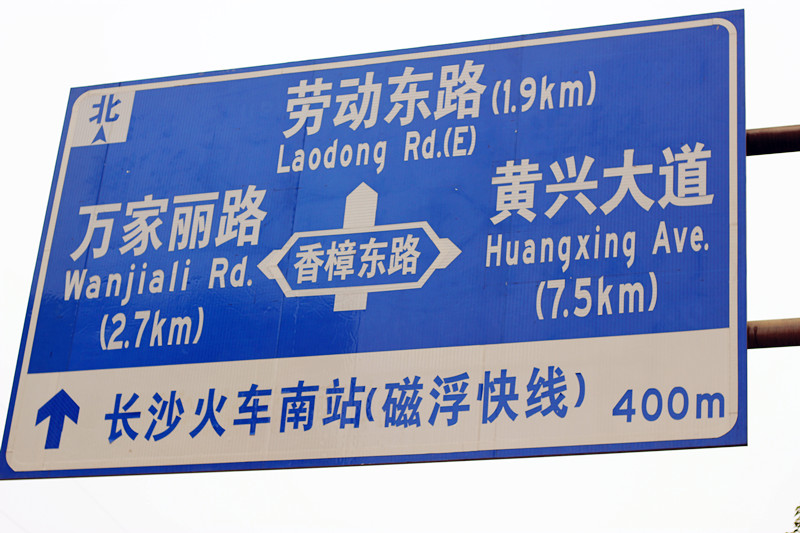 北
劳动东路(1.9km)
Laodong Rd.(E)
万家丽路
Wanjiali Rd.
(2.7km)
香樟东路
黄兴大道
Huangxing Ave.
(7.5km)
长沙火车南站(磁浮快线) 400m